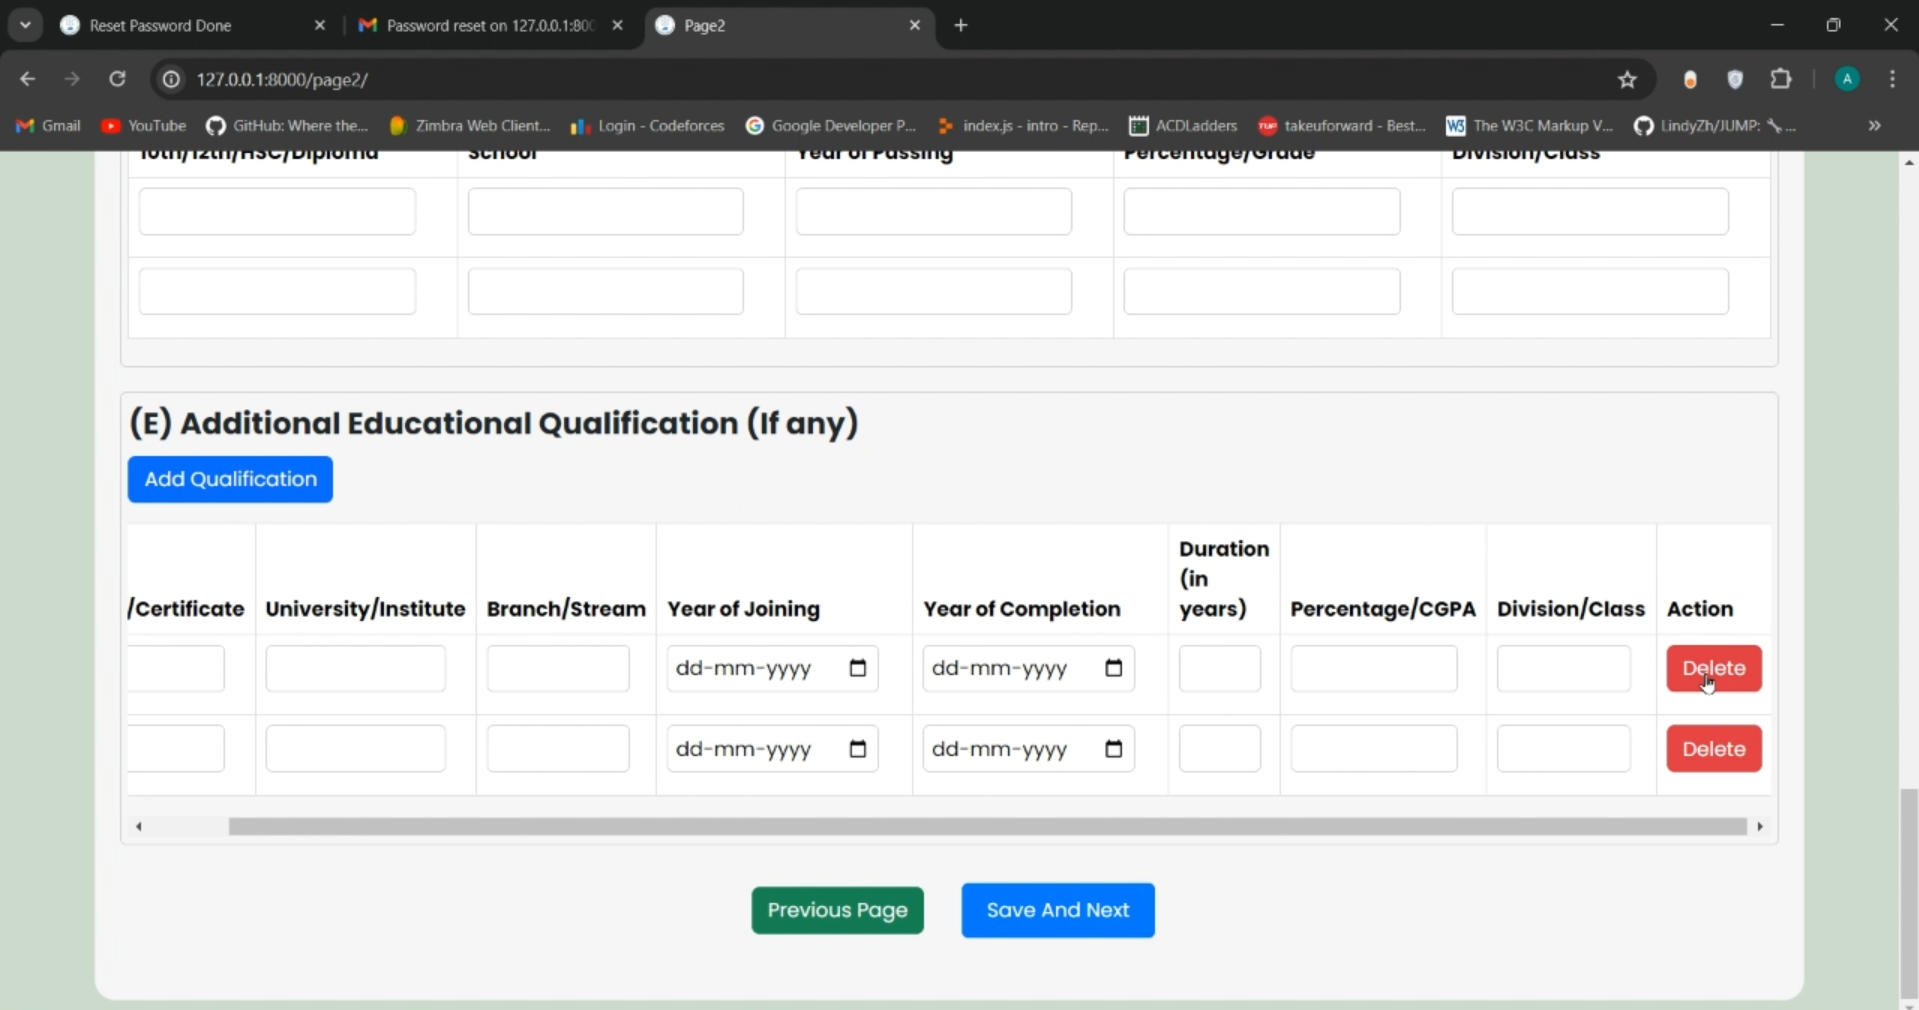 Reset Password Done
Password reset on 127.0.0.1:800
Page2
127.0.0.1:8000/page2/
A
Gmail
YouTube
GitHub: Where the...
Zimbra Web Client...
Login - Codeforces
Google Developer P...
index.js - intro - Rep...
ACDLadders
takeuforward - Best...
The W3C Markup V...
LindyZh/JUMP: ...
10th/12th/HSC/Diploma School Year of Passing Percentage/Grade Division/Class
(E) Additional Educational Qualification (If any)
Add Qualification
Duration
(in
/Certificate University/Institute Branch/Stream Year of Joining Year of Completion years) Percentage/CGPA Division/Class Action
dd-mm-yyyy dd-mm-yyyy Delete
dd-mm-yyyy dd-mm-yyyy Delete
Previous Page Save And Next